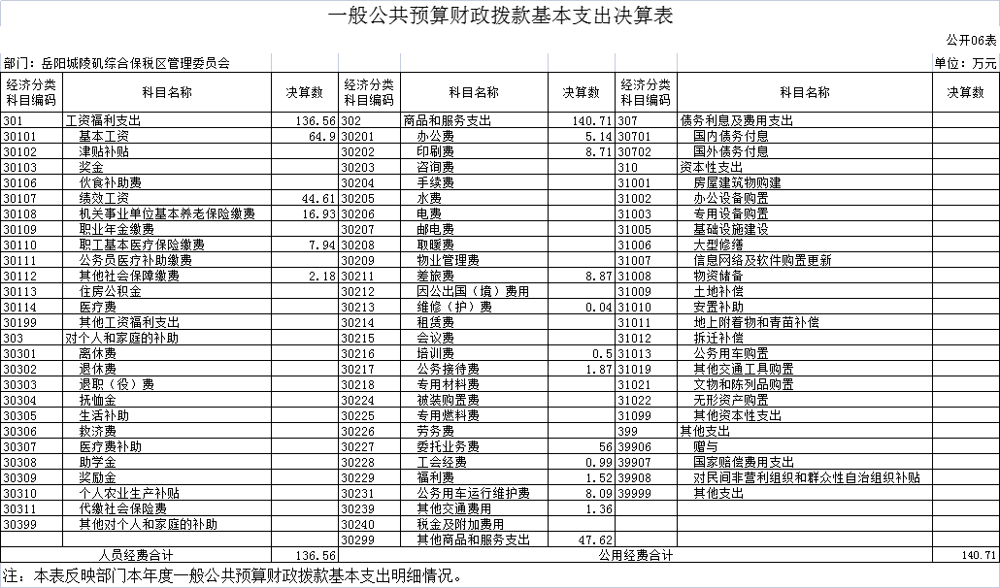 一般公共预算财政拨款基本支出决算表
公开06表
部门：岳阳城陵矶综合保税区管理委员会 单位：万元
经济分类科目编码 科目名称 决算数 经济分类科目编码 科目名称 决算数 经济分类科目编码 科目名称 决算数
301 工资福利支出 136.56 302 商品和服务支出 140.71 307 债务利息及费用支出
30101 基本工资 64.9 30201 办公费 5.14 30701 国内债务付息
30102 津贴补贴 30202 印刷费 8.71 30702 国外债务付息
30103 奖金 30203 咨询费 310 资本性支出
30106 伙食补助费 30204 手续费 31001 房屋建筑物购建
30107 绩效工资 44.61 30205 水费 31002 办公设备购置
30108 机关事业单位基本养老保险缴费 16.93 30206 电费 31003 专用设备购置
30109 职业年金缴费 30207 邮电费 31005 基础设施建设
30110 职工基本医疗保险缴费 7.94 30208 取暖费 31006 大型修缮
30111 公务员医疗补助缴费 30209 物业管理费 31007 信息网络及软件购置更新
30112 其他社会保障缴费 2.18 30211 差旅费 8.87 31008 物资储备
30113 住房公积金 30212 因公出国（境）费用 31009 土地补偿
30114 医疗费 30213 维修（护）费 0.04 31010 安置补助
30199 其他工资福利支出 30214 租赁费 31011 地上附着物和青苗补偿
303 对个人和家庭的补助 30215 会议费 31012 拆迁补偿
30301 离休费 30216 培训费 0.5 31013 公务用车购置
30302 退休费 30217 公务接待费 1.87 31019 其他交通工具购置
30303 退职（役）费 30218 专用材料费 31021 文物和陈列品购置
30304 抚恤金 30224 被装购置费 31022 无形资产购置
30305 生活补助 30225 专用燃料费 31099 其他资本性支出
30306 救济费 30226 劳务费 399 其他支出
30307 医疗费补助 30227 委托业务费 56 39906 赠与
30308 助学金 30228 工会经费 0.99 39907 国家赔偿费用支出
30309 奖励金 30229 福利费 1.52 39908 对民间非营利组织和群众性自治组织补贴
30310 个人农业生产补贴 30231 公务用车运行维护费 8.09 39999 其他支出
30311 代缴社会保险费 30239 其他交通费用 1.36
30399 其他对个人和家庭的补助 30240 税金及附加费用
30299 其他商品和服务支出 47.62
人员经费合计 136.56 公用经费合计 140.71
注：本表反映部门本年度一般公共预算财政拨款基本支出明细情况。